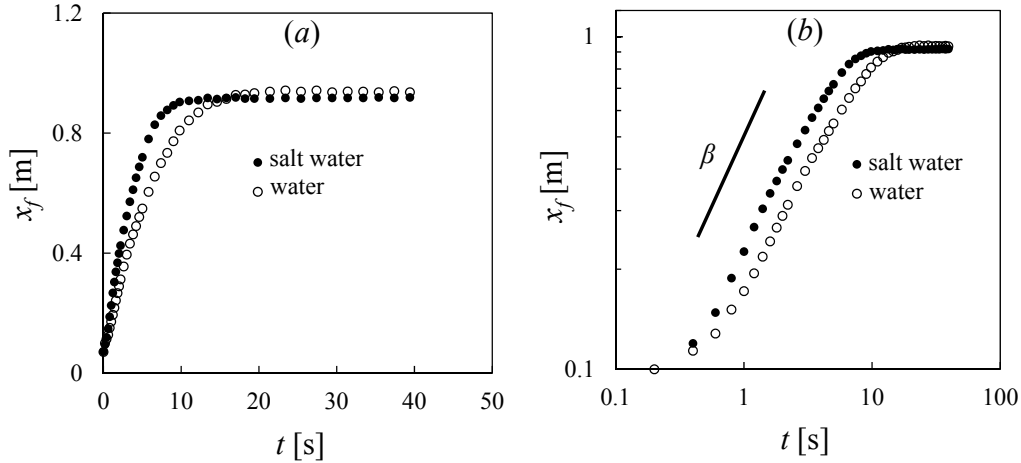 1.2
(a)
0.8
salt water
water
x_f [m]
0.4
0
0
10
20
30
40
50
t [s]
1
(b)
β
salt water
water
x_f [m]
0.1
0.1
1
10
100
t [s]